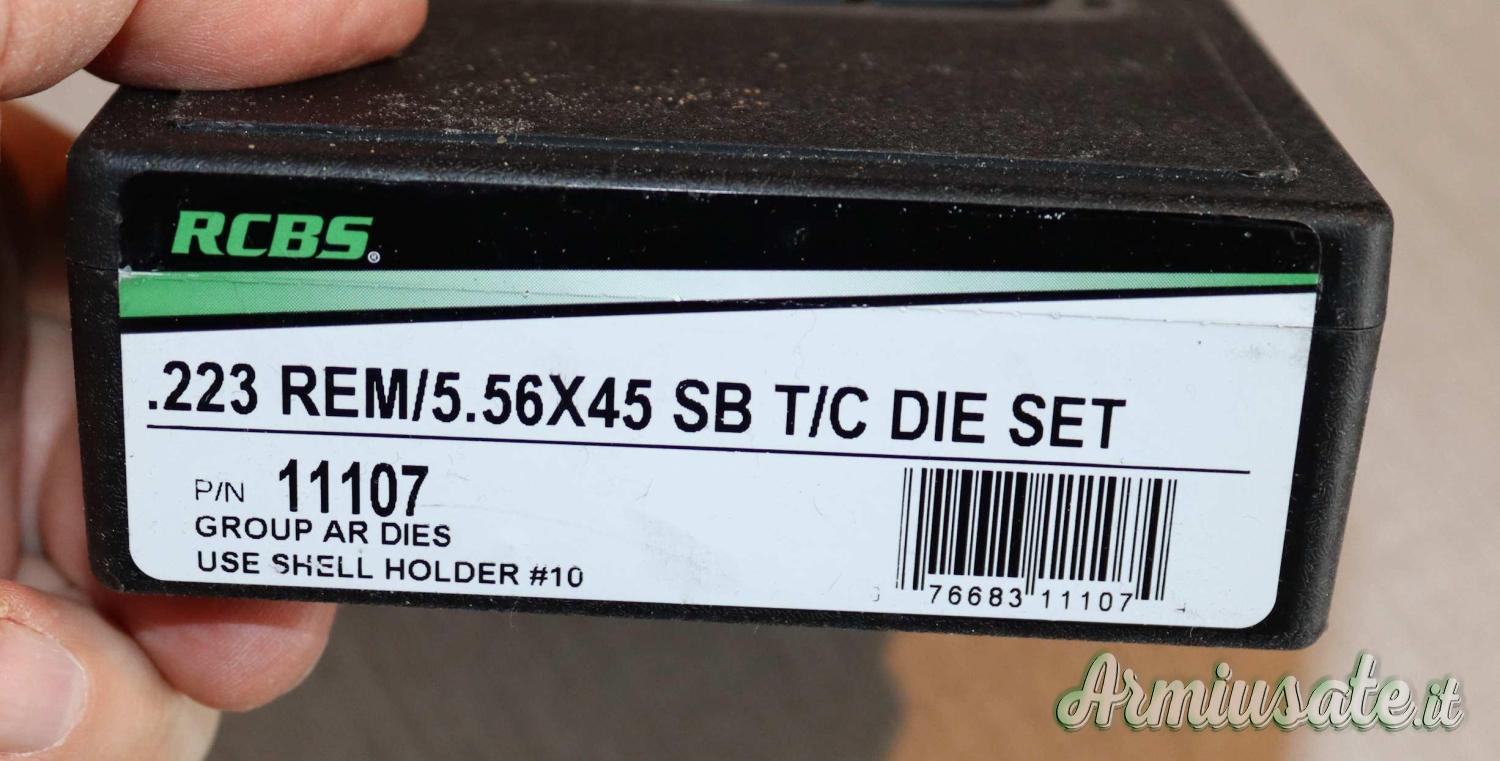 RCBS®
.223 REM/5.56X45 SB T/C DIE SET
P/N 11107
GROUP AR DIES
USE SHELL HOLDER #10
76683 11107
Armiusate.it